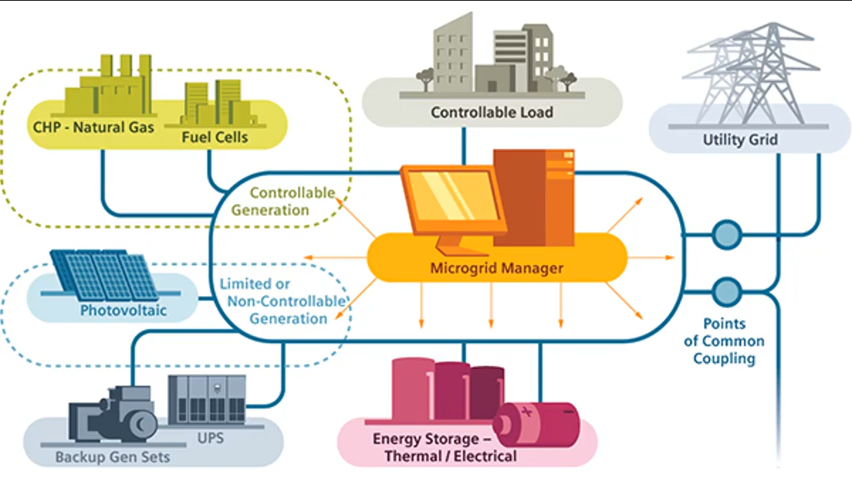 CHP - Natural Gas
Fuel Cells
Controllable Load
Utility Grid
Controllable
Generation
Microgrid Manager
Photovoltaic
Limited or
Non-Controllable
Generation
Points
of Common
Coupling
Backup Gen Sets
UPS
Energy Storage –
Thermal / Electrical